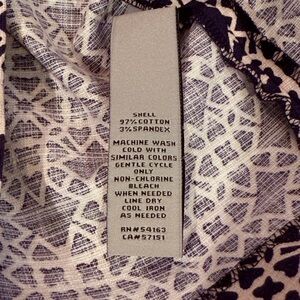 SHELL
97% COTTON
3% SPANDEX
MACHINE WASH
COLD WITH
SIMILAR COLORS
GENTLE CYCLE
ONLY
NON-CHLORINE
BLEACH
WHEN NEEDED
LINE DRY
COOL IRON
AS NEEDED
RN# 54163
CA# 57151